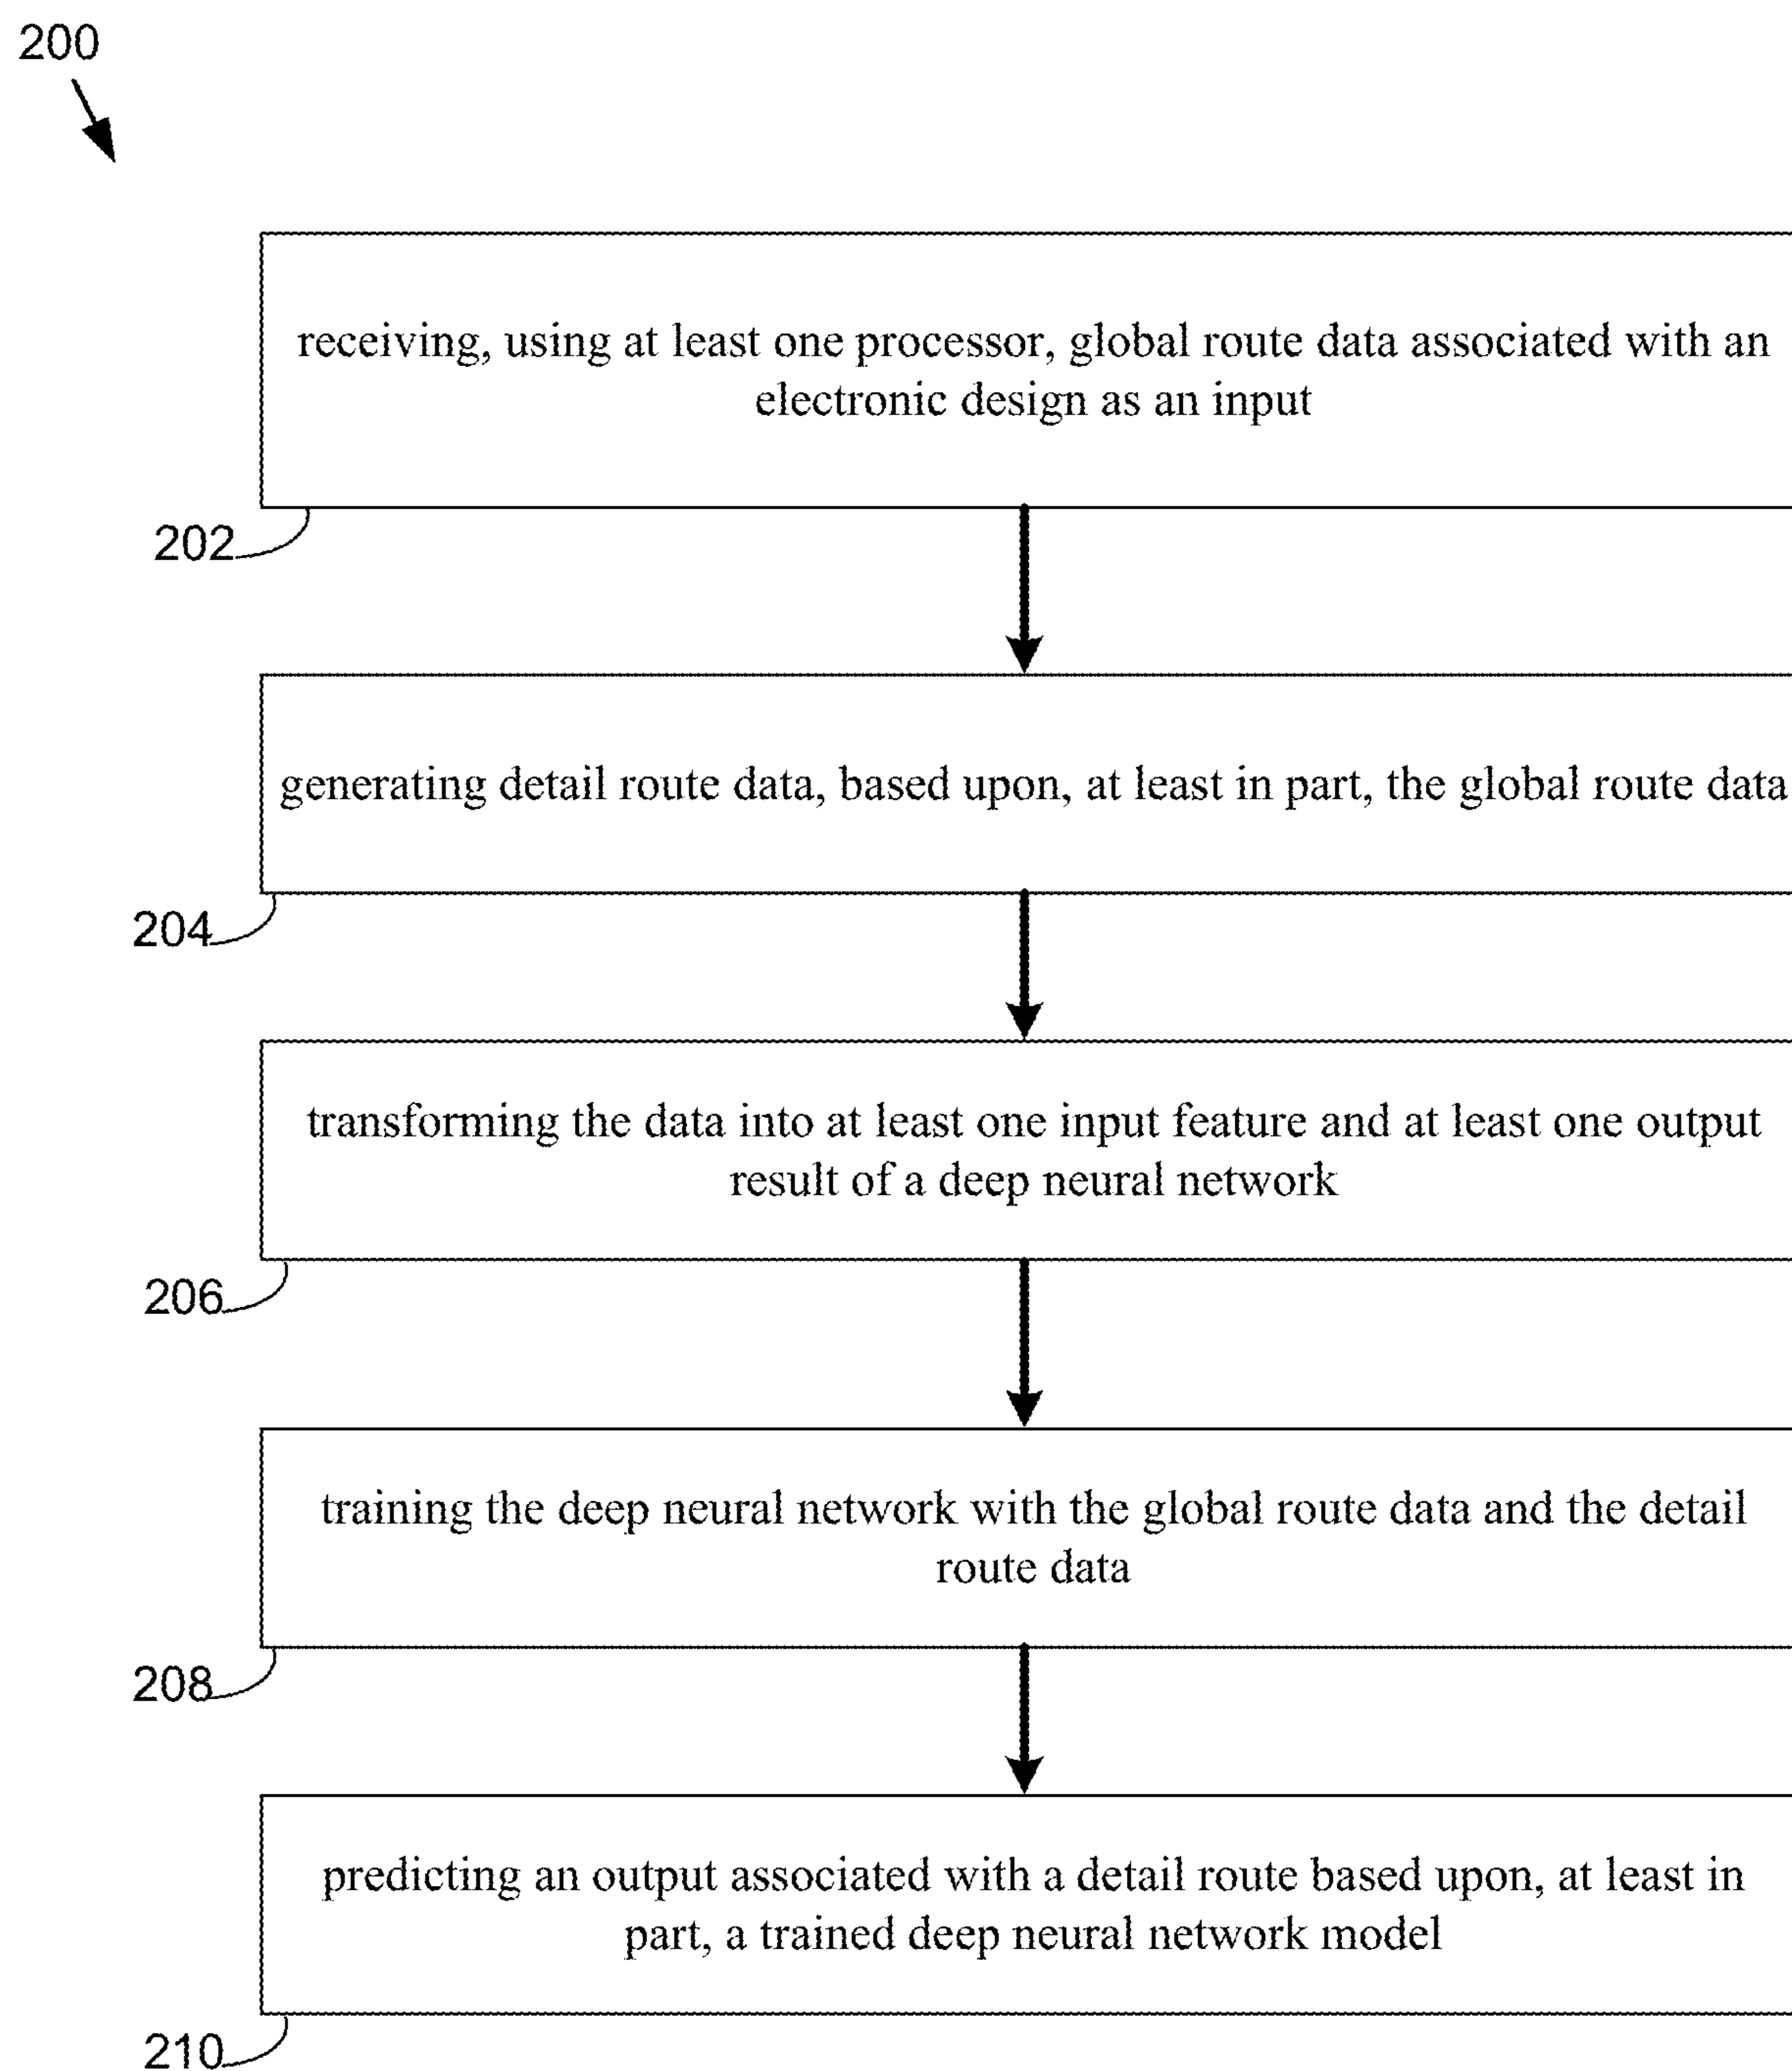 200
receiving, using at least one processor, global route data associated with an
electronic design as an input
202
generating detail route data, based upon, at least in part, the global route data
204
transforming the data into at least one input feature and at least one output
result of a deep neural network
206
training the deep neural network with the global route data and the detail
route data
208
predicting an output associated with a detail route based upon, at least in
part, a trained deep neural network model
210